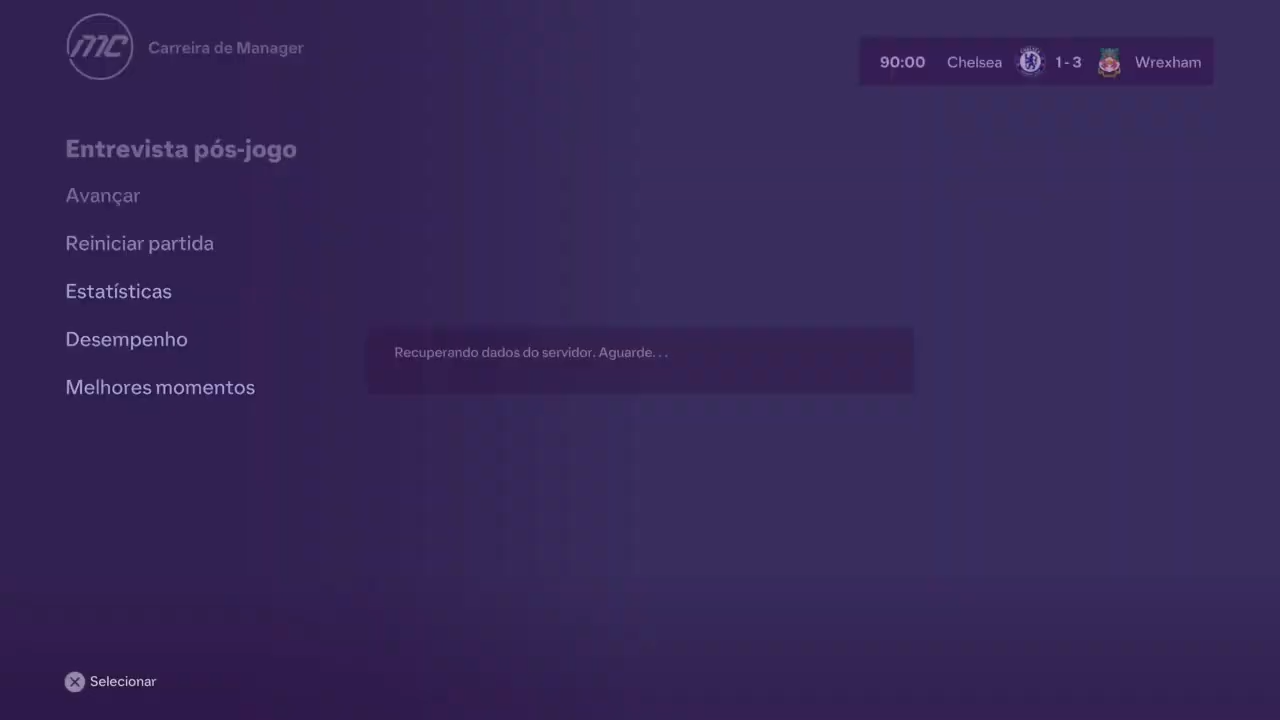 MC Carreira de Manager
90:00 Chelsea 1 - 3 Wrexham
Entrevista pós-jogo
Avançar
Reiniciar partida
Estatísticas
Desempenho
Melhores momentos
Recuperando dados do servidor. Aguarde. . .
Selecionar